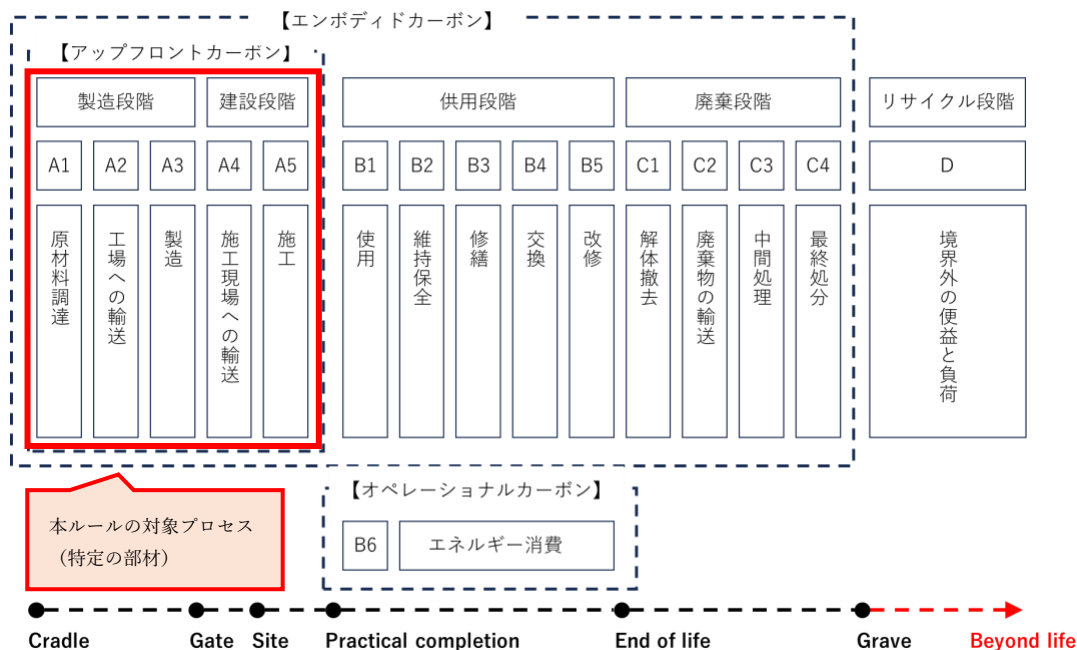 【エンボディドカーボン】
【アップフロントカーボン】
製造段階
建設段階
供用段階
廃棄段階
リサイクル段階
A1
A2
A3
A4
A5
B1
B2
B3
B4
B5
C1
C2
C3
C4
D
原材料調達
工場への輸送
製造
施工現場への輸送
施工
使用
維持保全
修繕
交換
改修
解体撤去
廃棄物の輸送
中間処理
最終処分
境界外の便益と負荷
本ルールの対象プロセス
（特定の部材）
【オペレーショナルカーボン】
B6
エネルギー消費
Cradle
Gate
Site
Practical completion
End of life
Grave
Beyond life